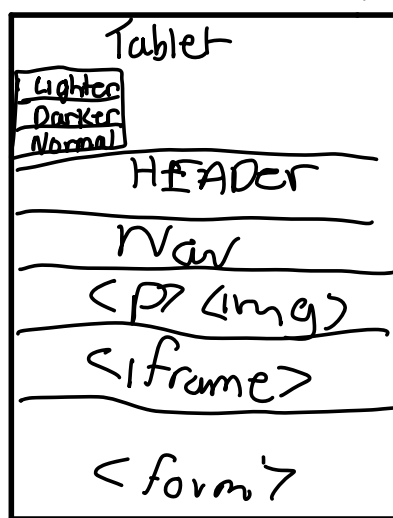 Tablet
Lighter
Darker
Normal
HEADer
Nav
<p> <img>
<iframe>
<form>